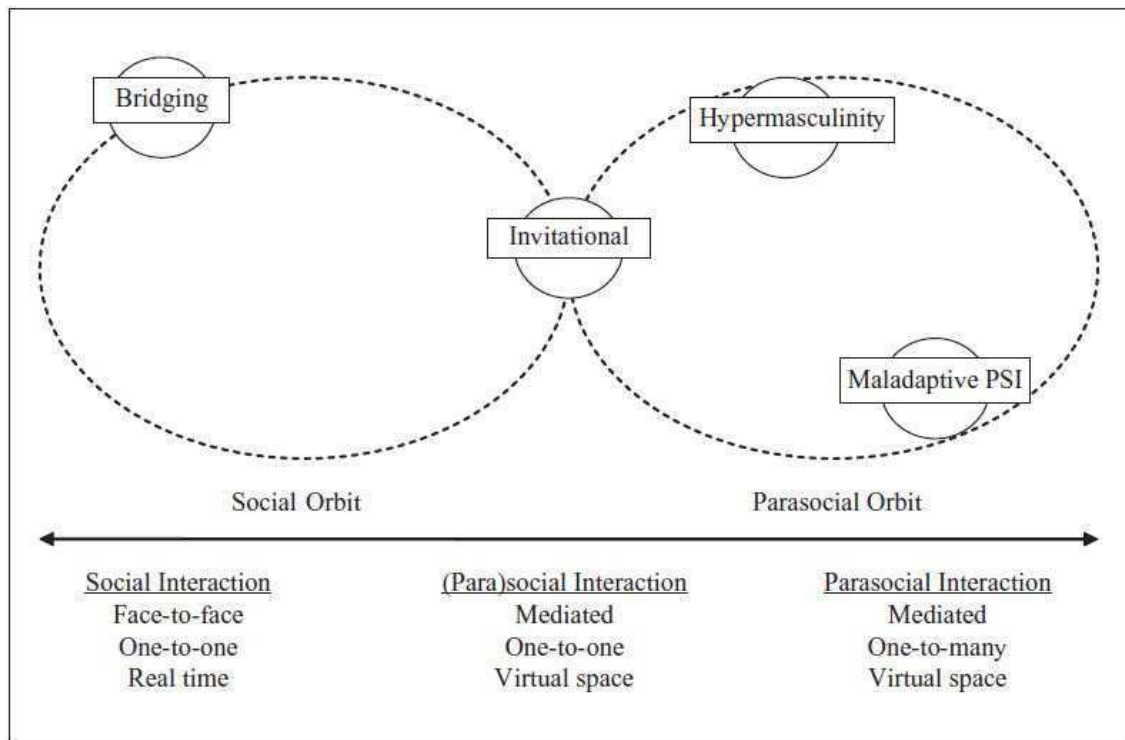 Bridging
Hypermasculinity
Invitational
Maladaptive PSI
Social Orbit
Parasocial Orbit
Social Interaction
Face-to-face
One-to-one
Real time
(Para)social Interaction
Mediated
One-to-one
Virtual space
Parasocial Interaction
Mediated
One-to-many
Virtual space